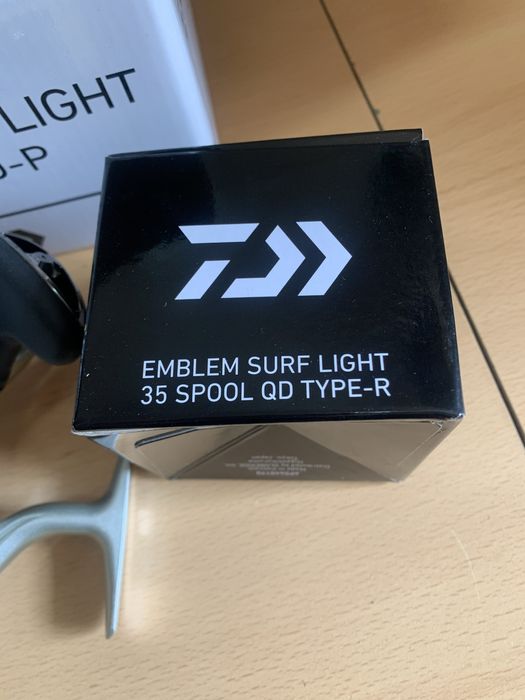 LIGHT
-P
EMBLEM SURF LIGHT
35 SPOOL QD TYPE-R